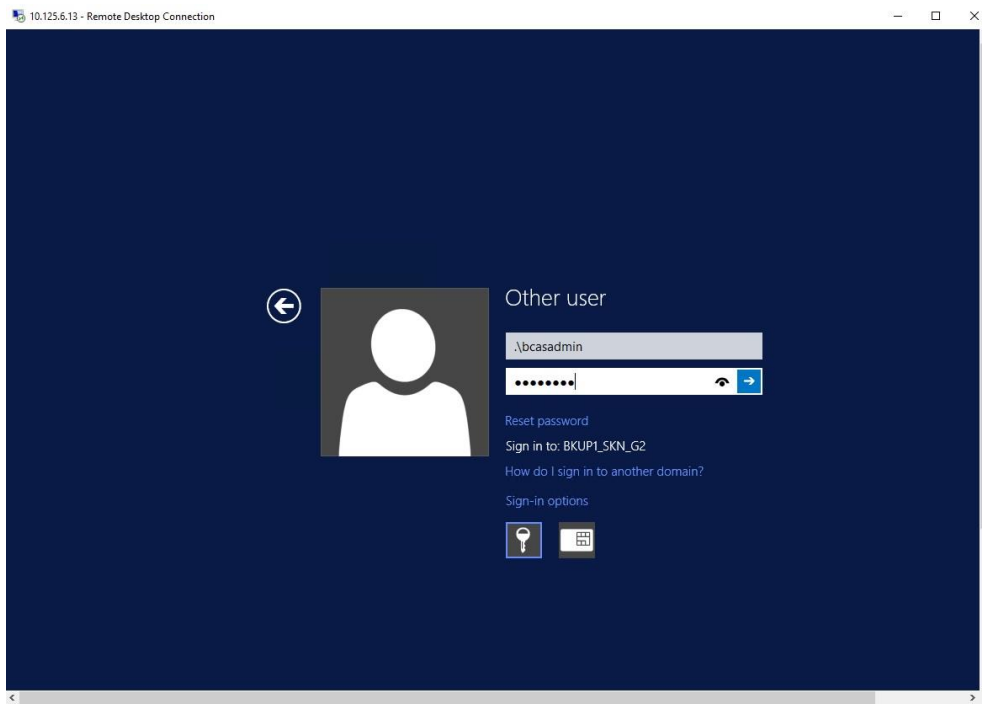 10.125.6.13 - Remote Desktop Connection
Other user
.\bcasadmin
••••••••
Reset password
Sign in to: BKUP1_SKN_G2
How do I sign in to another domain?
Sign-in options